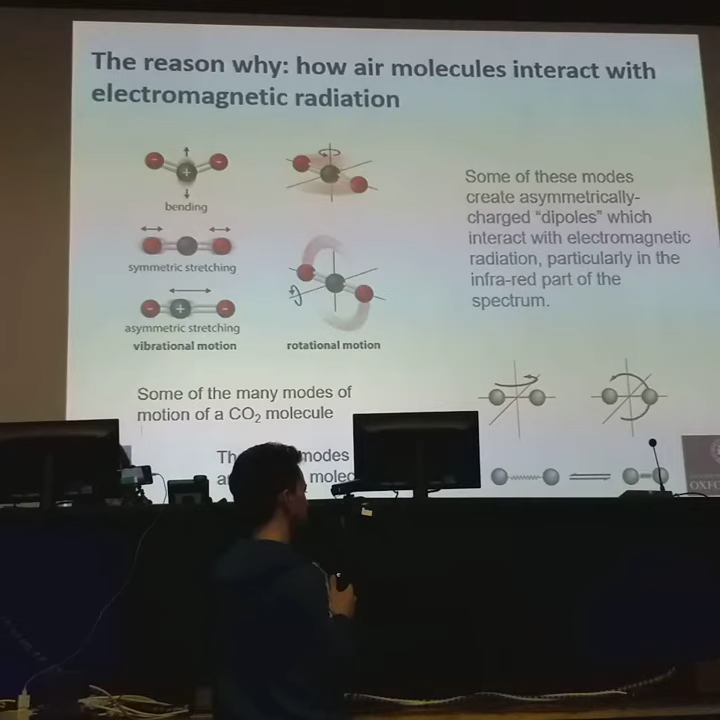 The reason why: how air molecules interact with
electromagnetic radiation
bending
symmetric stretching
asymmetric stretching
vibrational motion
rotational motion
Some of these modes
create asymmetrically-
charged "dipoles" which
interact with electromagnetic
radiation, particularly in the
infra-red part of the
spectrum.
Some of the many modes of
motion of a CO₂ molecule
modes